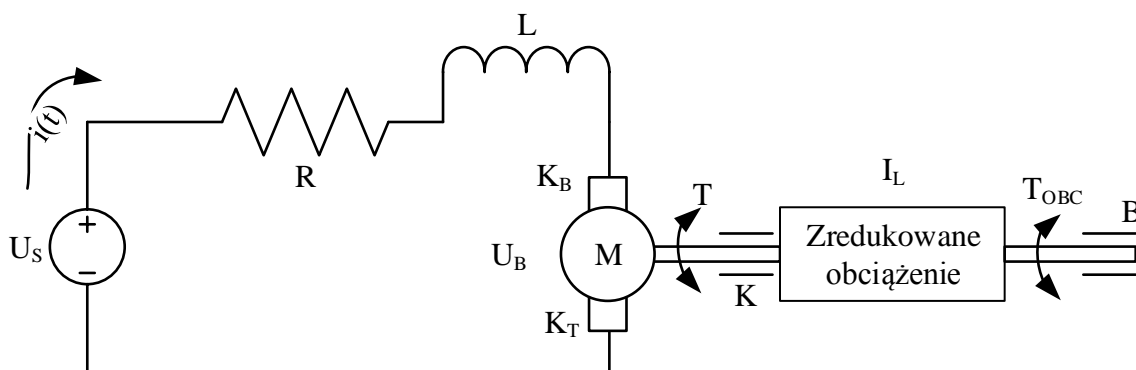 L
i(t)
R
K_B
I_L
T
T_OBC
B
+
U_S
−
U_B
M
Zredukowane
obciążenie
K
K_T